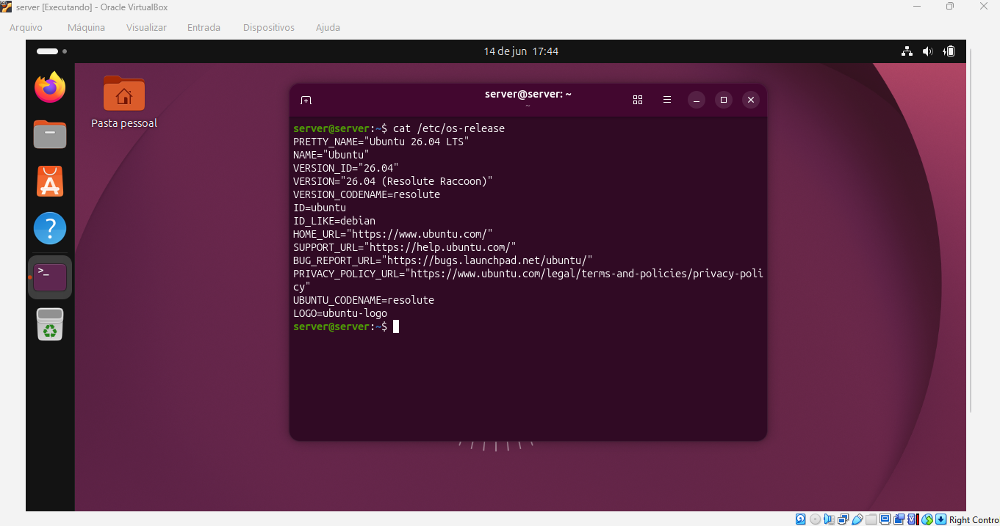 server [Executando] - Oracle VirtualBox
Arquivo Máquina Visualizar Entrada Dispositivos Ajuda
14 de jun 17:44
Pasta pessoal
server@server: ~
~
server@server:~$ cat /etc/os-release
PRETTY_NAME="Ubuntu 26.04 LTS"
NAME="Ubuntu"
VERSION_ID="26.04"
VERSION="26.04 (Resolute Raccoon)"
VERSION_CODENAME=resolute
ID=ubuntu
ID_LIKE=debian
HOME_URL="https://www.ubuntu.com/"
SUPPORT_URL="https://help.ubuntu.com/"
BUG_REPORT_URL="https://bugs.launchpad.net/ubuntu/"
PRIVACY_POLICY_URL="https://www.ubuntu.com/legal/terms-and-policies/privacy-poli
cy"
UBUNTU_CODENAME=resolute
LOGO=ubuntu-logo
server@server:~$
Right Contro